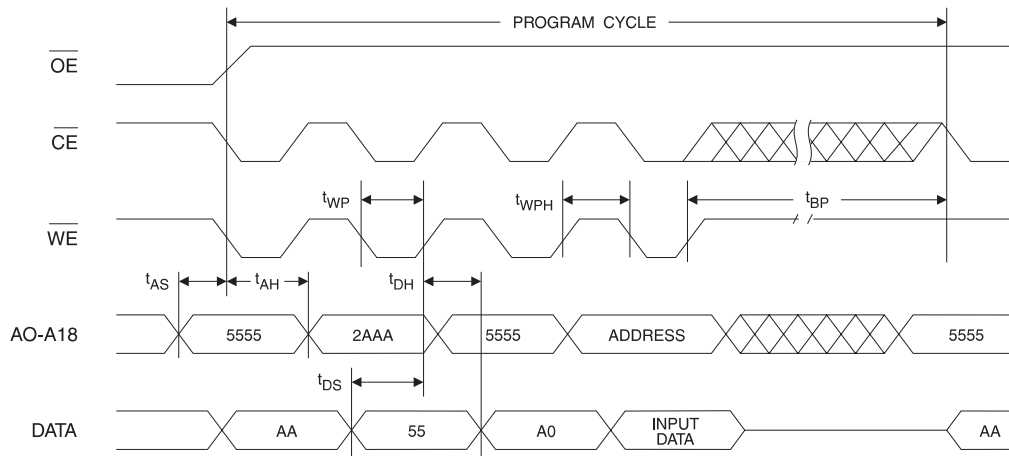 PROGRAM CYCLE
OE
CE
tWP
tWPH
tBP
WE
tAS
tAH
tDH
AO-A18
5555
2AAA
5555
ADDRESS
5555
tDS
DATA
AA
55
A0
INPUT
DATA
AA